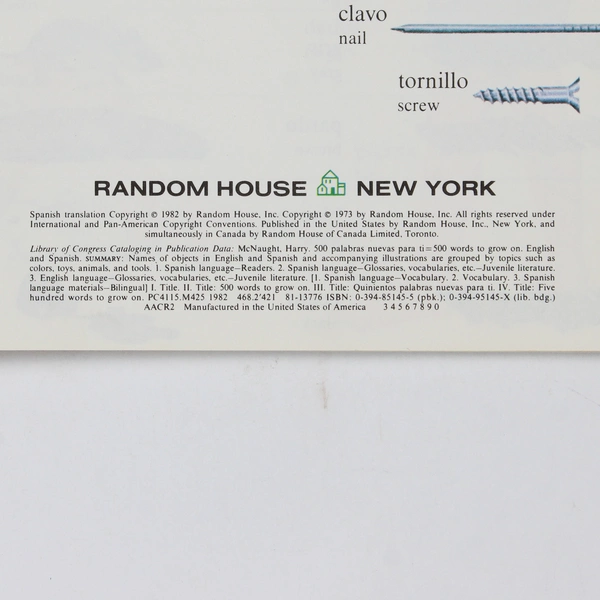 clavo
nail
tornillo
screw
RANDOM HOUSE NEW YORK
Spanish translation Copyright © 1982 by Random House, Inc. Copyright © 1973 by Random House, Inc. All rights reserved under
International and Pan-American Copyright Conventions. Published in the United States by Random House, Inc., New York, and
simultaneously in Canada by Random House of Canada Limited, Toronto.
Library of Congress Cataloging in Publication Data: McNaught, Harry. 500 palabras nuevas para ti=500 words to grow on. English
and Spanish. SUMMARY: Names of objects in English and Spanish and accompanying illustrations are grouped by topics such as
colors, toys, animals, and tools. 1. Spanish language—Readers. 2. Spanish language—Glossaries, vocabularies, etc.—Juvenile literature.
3. English language—Glossaries, vocabularies, etc.—Juvenile literature. [1. Spanish language—Vocabulary. 2. Vocabulary. 3. Spanish
language materials—Bilingual] I. Title. II. Title: 500 words to grow on. III. Title: Quinientos palabras nuevas para ti. IV. Title: Five
hundred words to grow on. PC4115.M425 1982 468.2'421 81-13776 ISBN: 0-394-85145-5 (pbk.); 0-394-95145-X (lib. bdg.)
AACR2 Manufactured in the United States of America 3 4 5 6 7 8 9 0